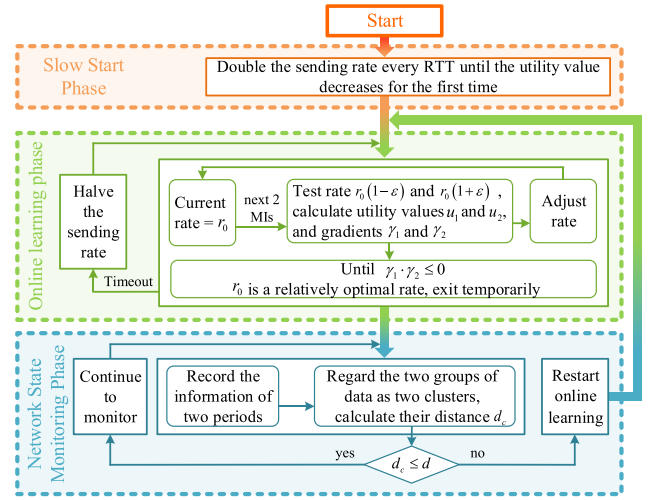 Start
Slow Start
Phase
Double the sending rate every RTT until the utility value
decreases for the first time
Online learning phase
Halve
the
sending
rate
Current
rate = r₀
next 2
MIs
Test rate r₀(1−ε) and r₀(1+ε) ,
calculate utility values u₁ and u₂,
and gradients γ₁ and γ₂
Adjust
rate
Timeout
Until γ₁·γ₂ ≤ 0
r₀ is a relatively optimal rate, exit temporarily
Network State
Monitoring Phase
Continue
to
monitor
Record the
information of
two periods
Regard the two groups of
data as two clusters,
calculate their distance d_c
Restart
online
learning
yes
d_c ≤ d
no